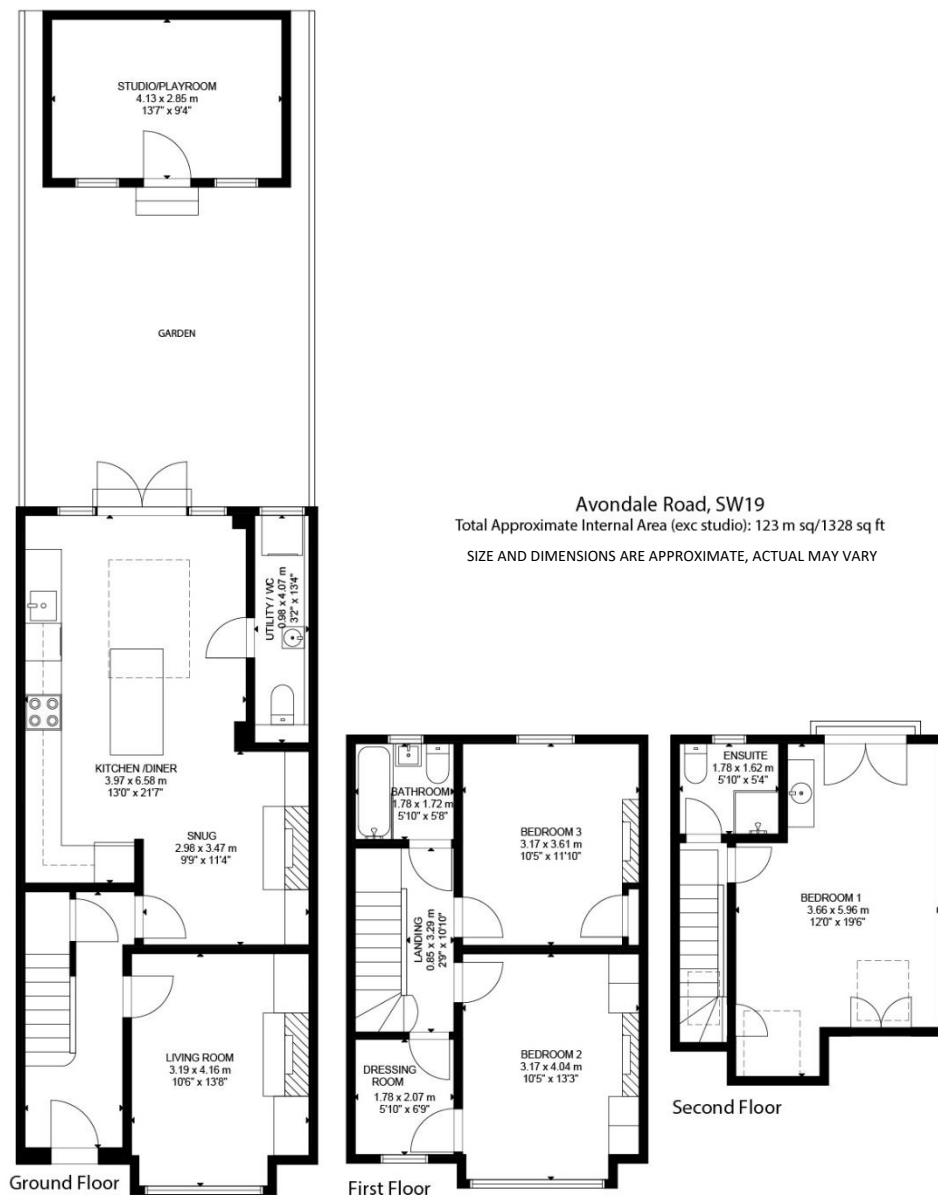 STUDIO/PLAYROOM
4.13 x 2.85 m
13'7" x 9'4"
GARDEN
Avondale Road, SW19
Total Approximate Internal Area (exc studio): 123 m sq/1328 sq ft
SIZE AND DIMENSIONS ARE APPROXIMATE, ACTUAL MAY VARY
UTILITY / WC
0.98 x 4.07 m
3'2" x 13'4"
KITCHEN /DINER
3.97 x 6.58 m
13'0" x 21'7"
SNUG
2.98 x 3.47 m
9'9" x 11'4"
LIVING ROOM
3.19 x 4.16 m
10'6" x 13'8"
Ground Floor
BATHROOM
1.78 x 1.72 m
5'10" x 5'8"
BEDROOM 3
3.17 x 3.61 m
10'5" x 11'10"
LANDING
0.85 x 3.29 m
2'9" x 10'10"
DRESSING
ROOM
1.78 x 2.07 m
5'10" x 6'9"
BEDROOM 2
3.17 x 4.04 m
10'5" x 13'3"
First Floor
ENSUITE
1.78 x 1.62 m
5'10" x 5'4"
BEDROOM 1
3.66 x 5.96 m
12'0" x 19'6"
Second Floor